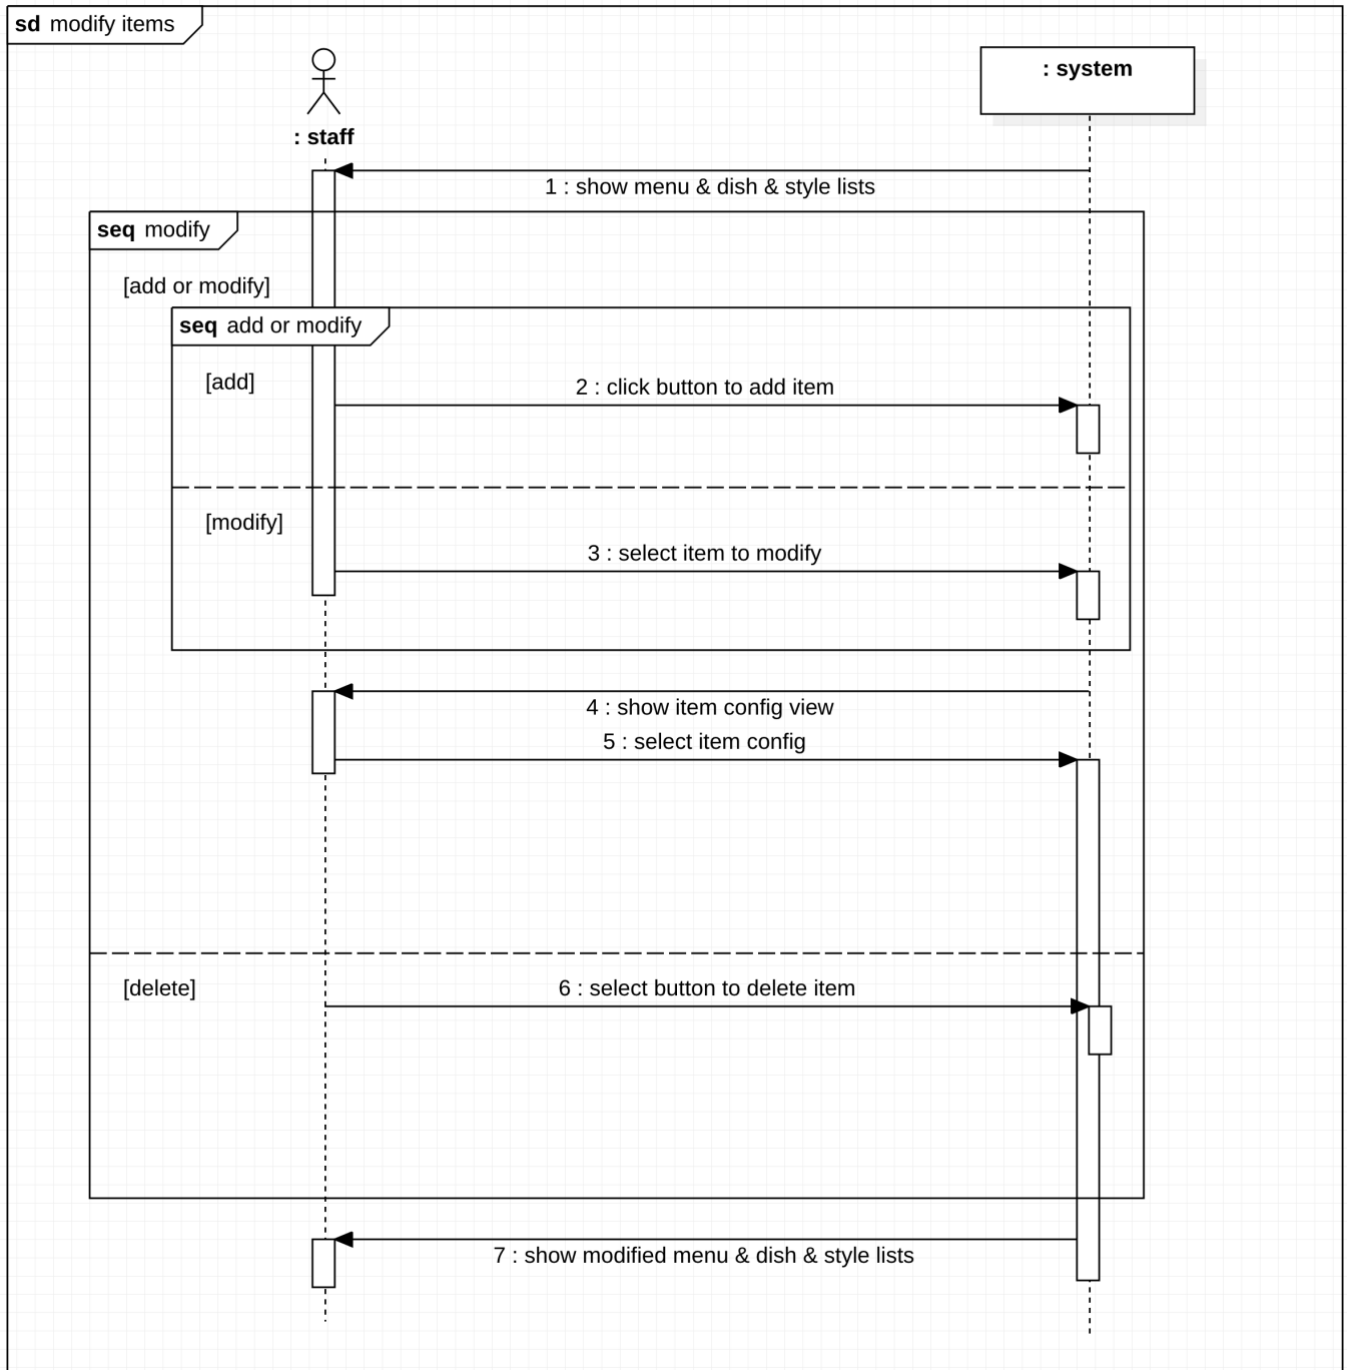 sd modify items
: system
: staff
1 : show menu & dish & style lists
seq modify
[add or modify]
seq add or modify
[add]
2 : click button to add item
[modify]
3 : select item to modify
4 : show item config view
5 : select item config
[delete]
6 : select button to delete item
7 : show modified menu & dish & style lists